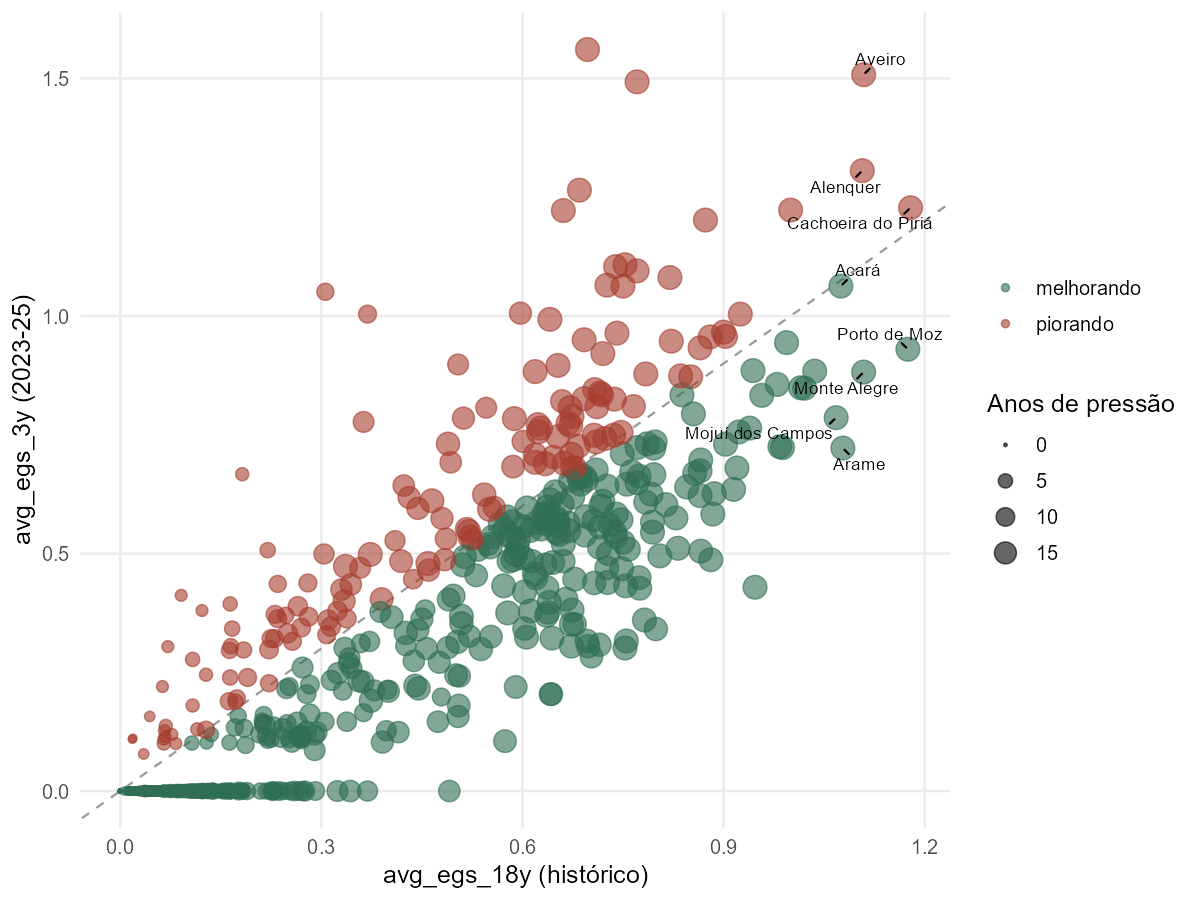 Aveiro
1.5
Alenquer
Cachoeira do Piriá
Acará
melhorando
1.0
piorando
Porto de Moz
Monte Alegre
Anos de pressão
Mojuí dos Campos
0
Arame
5
avg_egs_3y (2023-25)
10
0.5
15
0.0
0.0
0.3
0.6
0.9
1.2
avg_egs_18y (histórico)